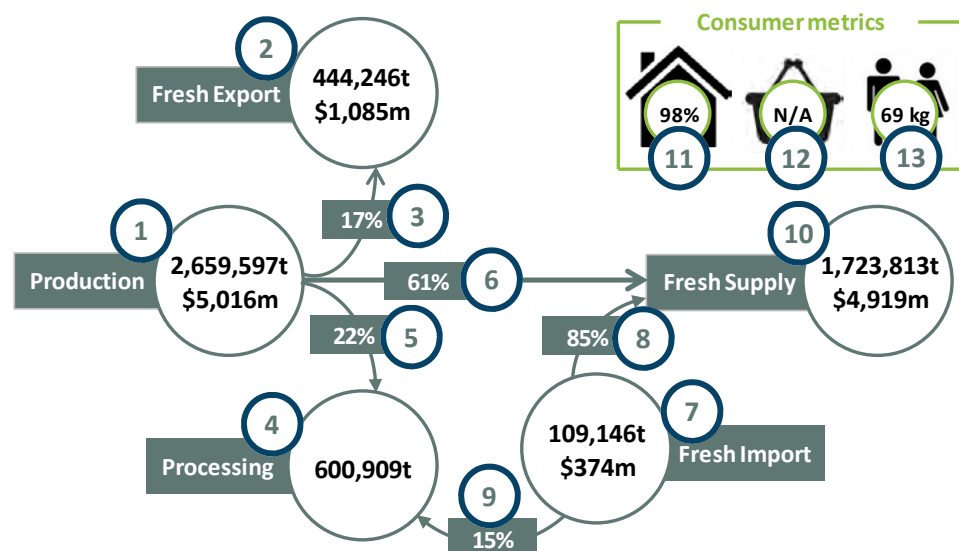 Consumer metrics
2
Fresh Export
444,246t
$1,085m
98%
N/A
69 kg
11
12
13
17%
3
1
Production
2,659,597t
$5,016m
61%
6
10
Fresh Supply
1,723,813t
$4,919m
22%
5
85%
8
4
Processing
600,909t
109,146t
$374m
7
Fresh Import
9
15%